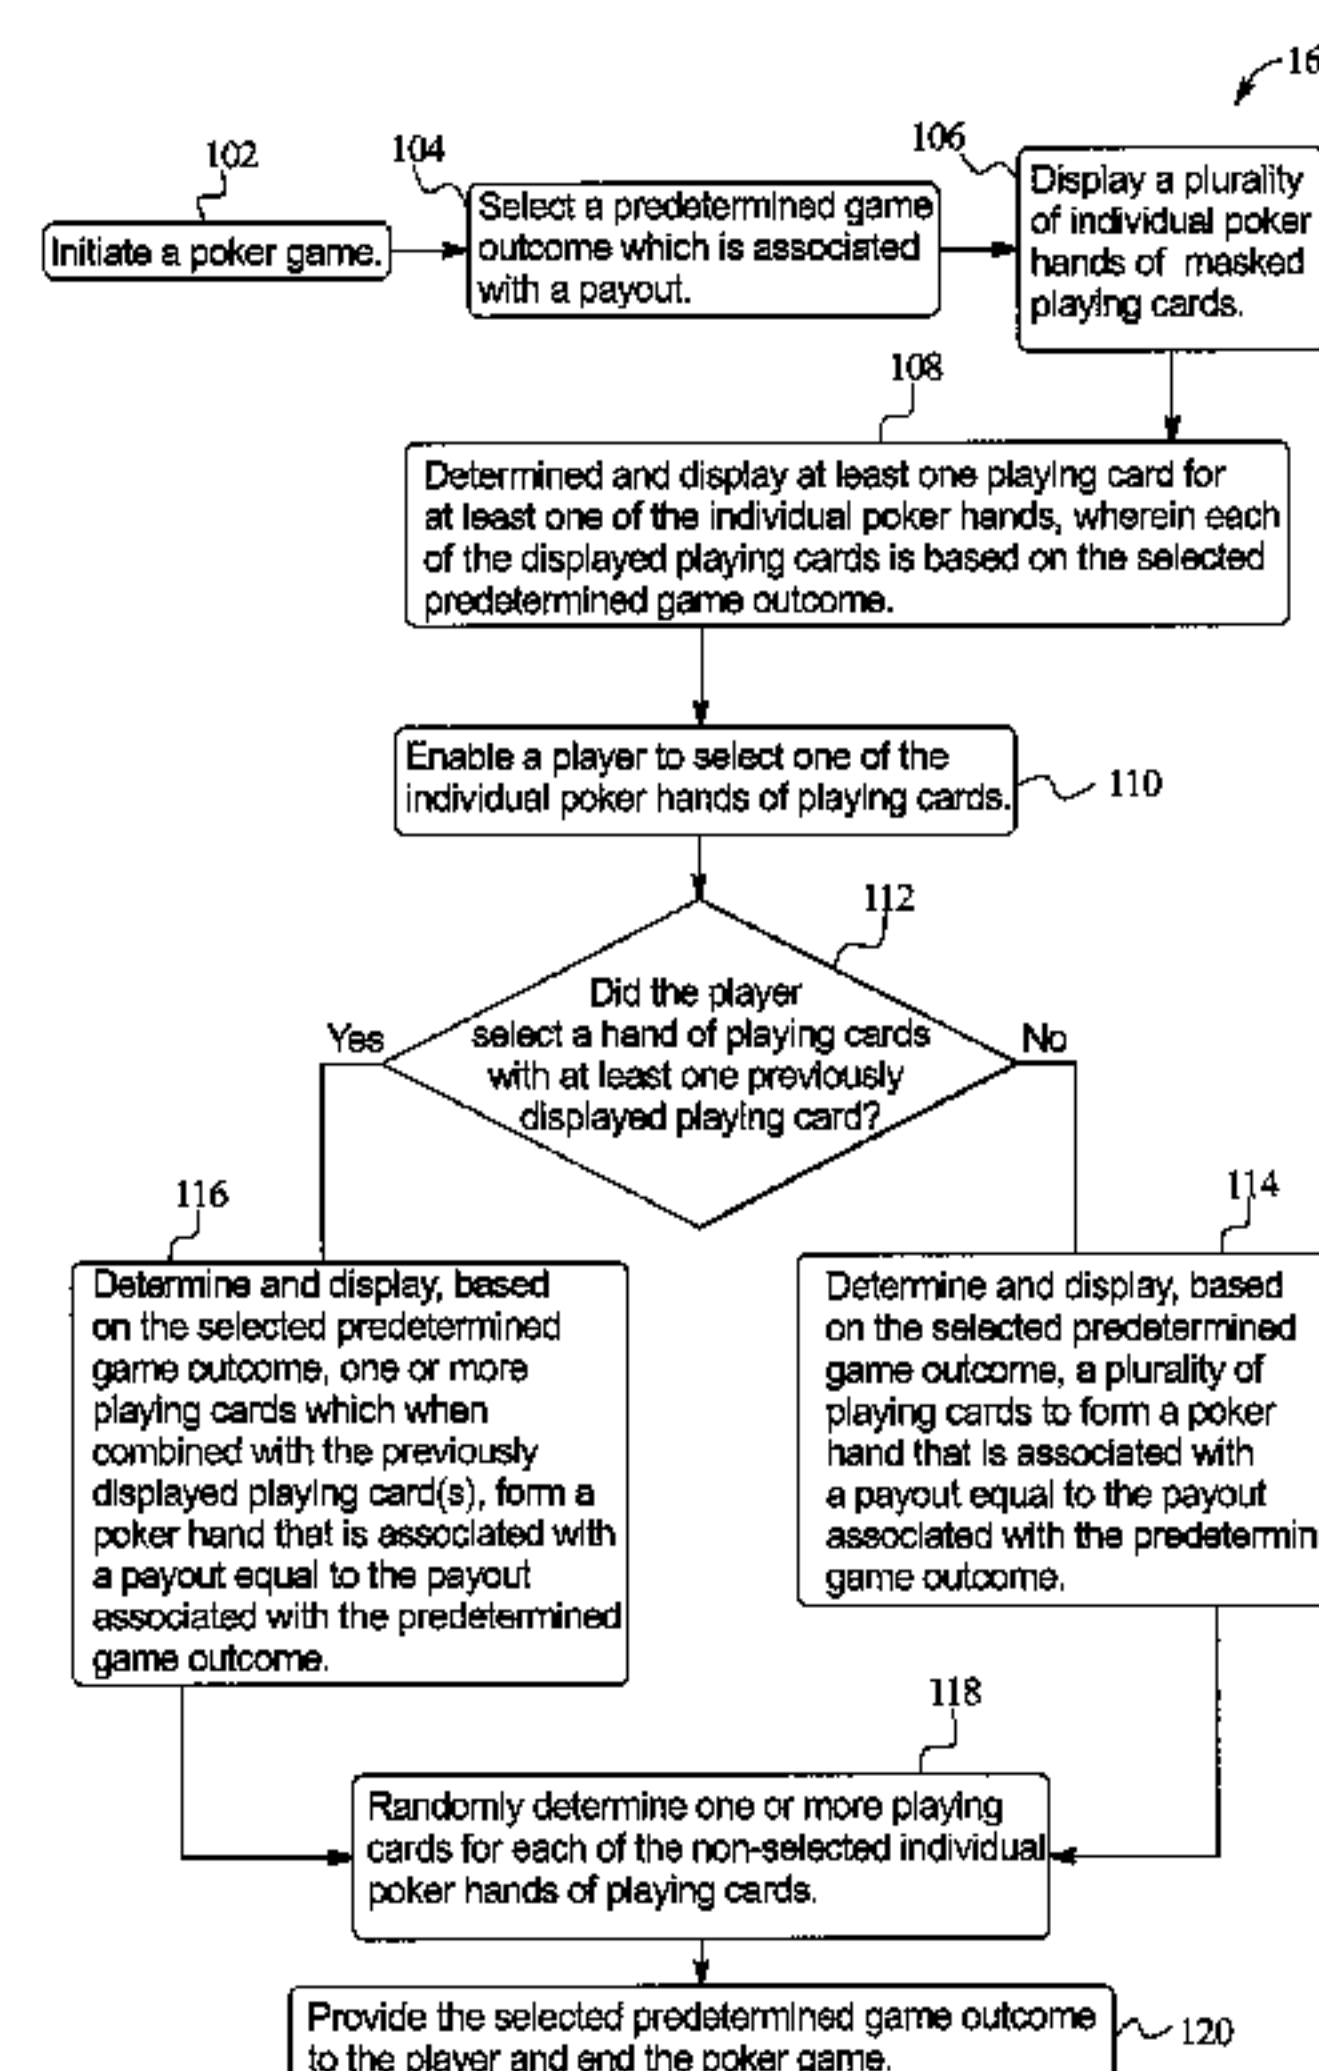 16
102
104
106
Initiate a poker game.
Select a predetermined game
outcome which is associated
with a payout.
Display a plurality
of individual poker
hands of masked
playing cards.
108
Determined and display at least one playing card for
at least one of the individual poker hands, wherein each
of the displayed playing cards is based on the selected
predetermined game outcome.
Enable a player to select one of the
individual poker hands of playing cards.
110
112
Did the player
select a hand of playing cards
with at least one previously
displayed playing card?
Yes
No
116
Determine and display, based
on the selected predetermined
game outcome, one or more
playing cards which when
combined with the previously
displayed playing card(s), form a
poker hand that is associated with
a payout equal to the payout
associated with the predetermined
game outcome.
114
Determine and display, based
on the selected predetermined
game outcome, a plurality of
playing cards to form a poker
hand that is associated with
a payout equal to the payout
associated with the predetermin
game outcome.
118
Randomly determine one or more playing
cards for each of the non-selected individual
poker hands of playing cards.
Provide the selected predetermined game outcome
to the player and end the poker game.
120